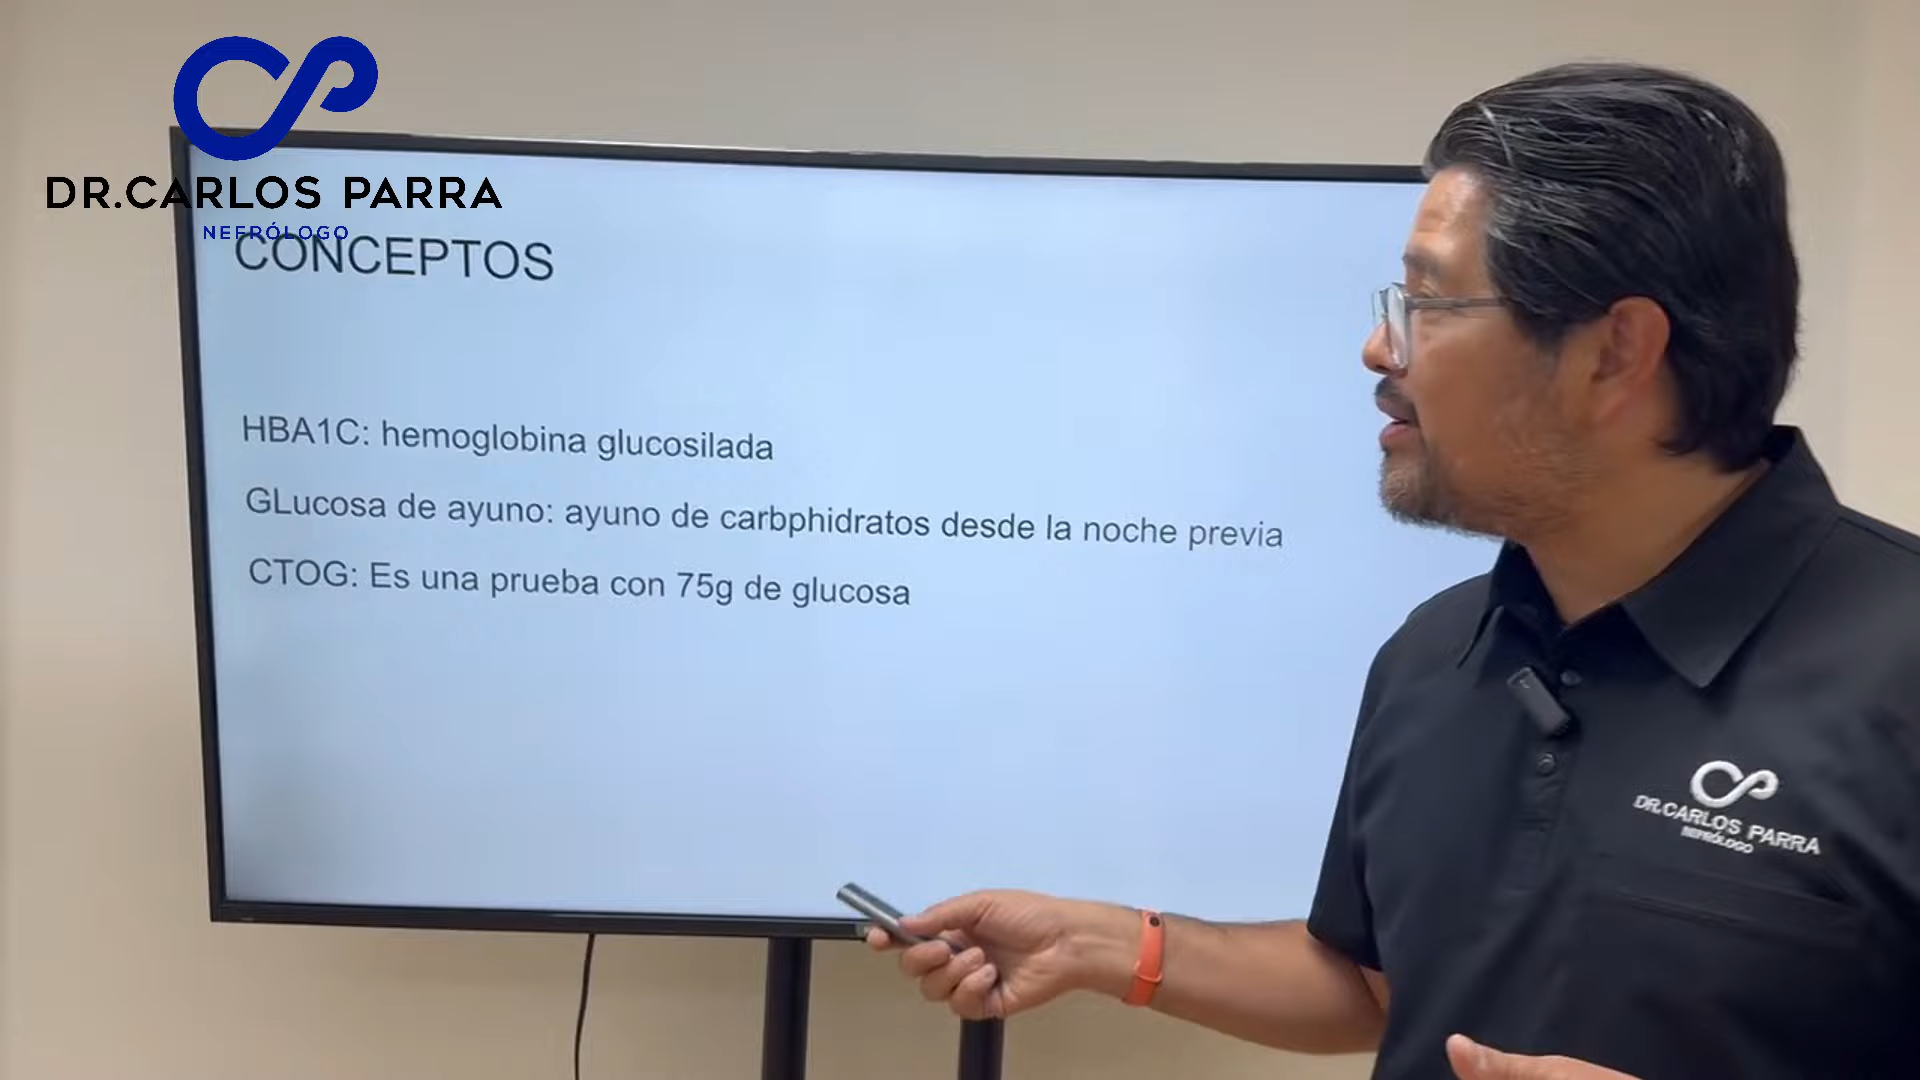 DR.CARLOS PARRA
NEFRÓLOGO
CONCEPTOS
HBA1C: hemoglobina glucosilada
GLucosa de ayuno: ayuno de carbphidratos desde la noche previa
CTOG: Es una prueba con 75g de glucosa
DR.CARLOS PARRA
NEFRÓLOGO